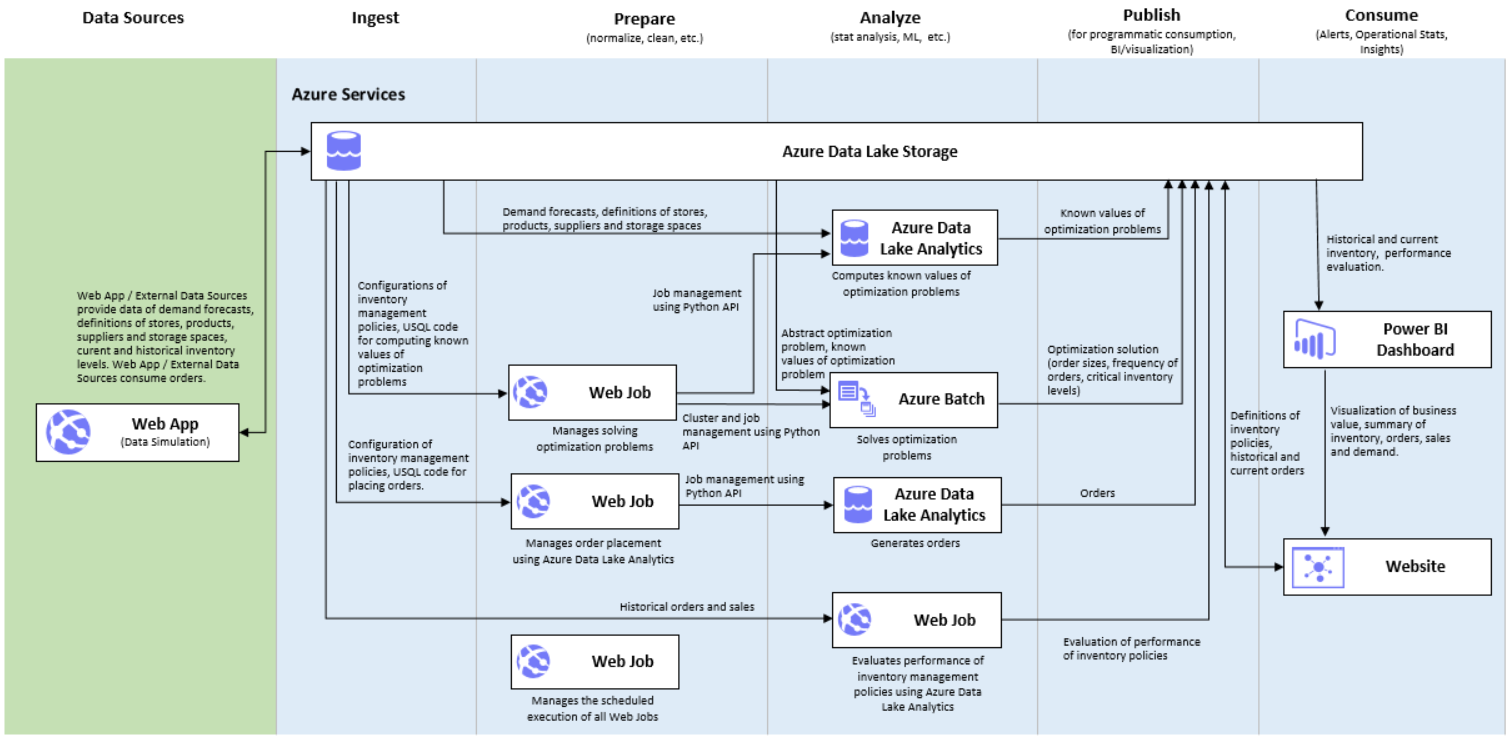 Data Sources
Ingest
Prepare
(normalize, clean, etc.)
Analyze
(stat analysis, ML, etc.)
Publish
(for programmatic consumption,
BI/visualization)
Consume
(Alerts, Operational Stats,
Insights)
Azure Services
Azure Data Lake Storage
Demand forecasts, definitions of stores,
products, suppliers and storage spaces
Azure Data
Lake Analytics
Computes known values of
optimization problems
Known values of
optimization problems
Historical and current
inventory, performance
evaluation.
Web App / External Data Sources
provide data of demand forecasts,
definitions of stores, products,
suppliers and storage spaces,
curent and historical inventory
levels. Web App / External Data
Sources consume orders.
Configurations of
inventory
management
policies, USQL code
for computing known
values of
optimization
problems
Job management
using Python API
Abstract optimization
problem, known
values of optimization
problem
Optimization solution
(order sizes, frequency of
orders, critical inventory
levels)
Power BI
Dashboard
Web App
(Data Simulation)
Web Job
Manages solving
optimization problems
Cluster and job
management using Python
API
Azure Batch
Solves optimization
problems
Definitions of
inventory
policies,
historical and
current orders
Visualization of business
value, summary of
inventory, orders, sales
and demand.
Configuration of
inventory management
policies, USQL code for
placing orders.
Web Job
Manages order placement
using Azure Data Lake Analytics
Job management using
Python API
Azure Data
Lake Analytics
Generates orders
Orders
Website
Historical orders and sales
Web Job
Evaluates performance of
inventory management
policies using Azure Data
Lake Analytics
Evaluation of performance
of inventory policies
Web Job
Manages the scheduled
execution of all Web Jobs